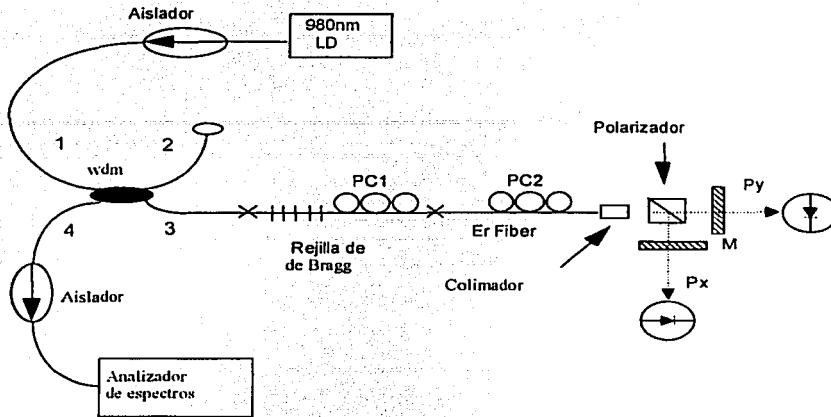 Aislador
980nm
LD
1
2
wdm
4
3
Polarizador
PC1
PC2
Py
Er Fiber
M
Rejilla de
de Bragg
Colimador
Px
Aislador
Analizador
de espectros